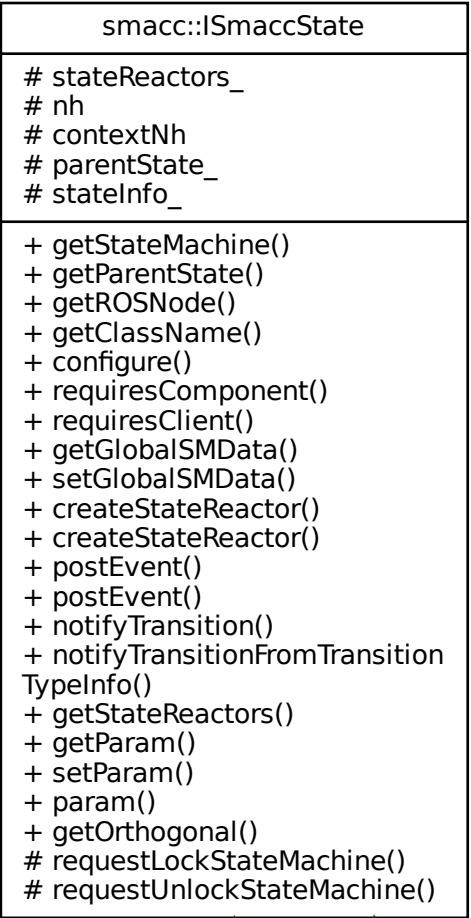 smacc::ISmaccState
# stateReactors_
# nh
# contextNh
# parentState_
# stateInfo_
+ getStateMachine()
+ getParentState()
+ getROSNode()
+ getClassName()
+ configure()
+ requiresComponent()
+ requiresClient()
+ getGlobalSMData()
+ setGlobalSMData()
+ createStateReactor()
+ createStateReactor()
+ postEvent()
+ postEvent()
+ notifyTransition()
+ notifyTransitionFromTransition
TypeInfo()
+ getStateReactors()
+ getParam()
+ setParam()
+ param()
+ getOrthogonal()
# requestLockStateMachine()
# requestUnlockStateMachine()